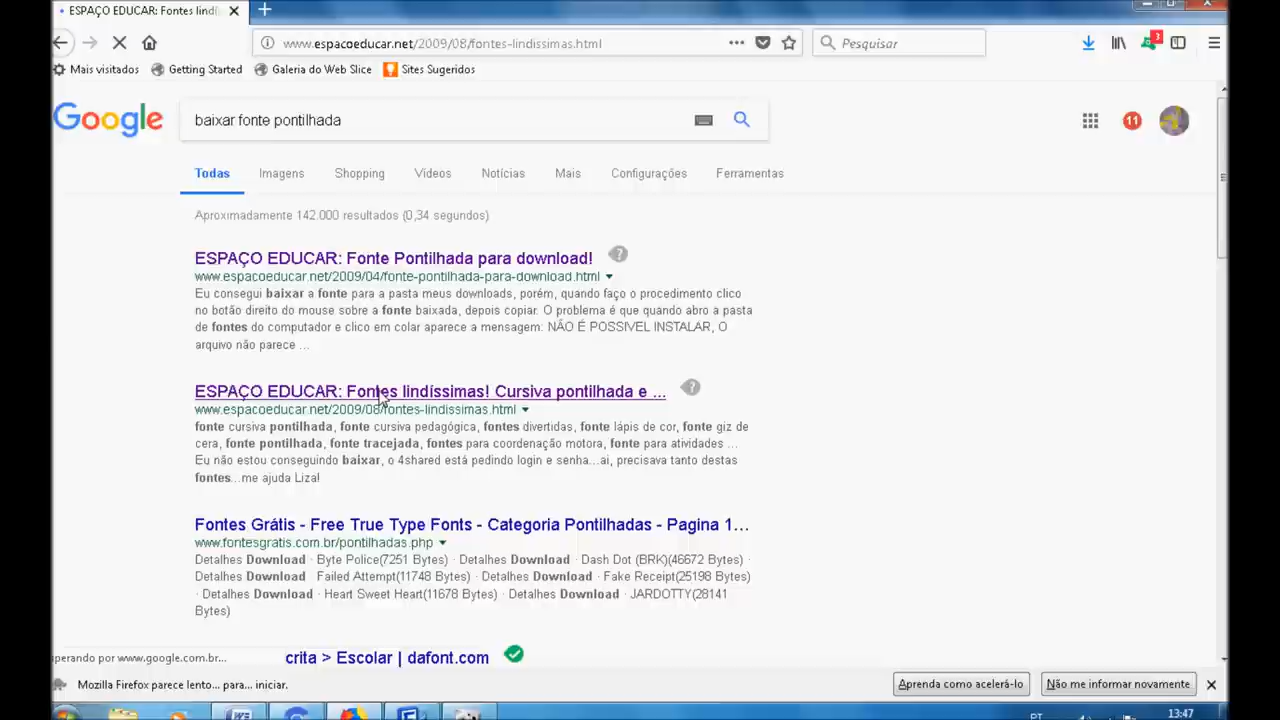 ESPAÇO EDUCAR: Fontes lindí
www.espacoeducar.net/2009/08/fontes-lindissimas.html
Pesquisar
3
Mais visitados
Getting Started
Galeria do Web Slice
Sites Sugeridos
Google
baixar fonte pontilhada
11
Todas
Imagens
Shopping
Vídeos
Notícias
Mais
Configurações
Ferramentas
Aproximadamente 142.000 resultados (0,34 segundos)
ESPAÇO EDUCAR: Fonte Pontilhada para download!
www.espacoeducar.net/2009/04/fonte-pontilhada-para-download.html
Eu consegui baixar a fonte para a pasta meus downloads, porém, quando faço o procedimento clico
no botão direito do mouse sobre a fonte baixada, depois copiar. O problema é que quando abro a pasta
de fontes do computador e clico em colar aparece a mensagem: NÃO É POSSIVEL INSTALAR, O
arquivo não parece ...
ESPAÇO EDUCAR: Fontes lindíssimas! Cursiva pontilhada e ...
www.espacoeducar.net/2009/08/fontes-lindissimas.html
fonte cursiva pontilhada, fonte cursiva pedagógica, fontes divertidas, fonte lápis de cor, fonte giz de
cera, fonte pontilhada, fonte tracejada, fontes para coordenação motora, fonte para atividades ...
Eu não estou conseguindo baixar, o 4shared está pedindo login e senha...ai, precisava tanto destas
fontes...me ajuda Liza!
Fontes Grátis - Free True Type Fonts - Categoria Pontilhadas - Pagina 1...
www.fontesgratis.com.br/pontilhadas.php
Detalhes Download · Byte Police(7251 Bytes) · Detalhes Download · Dash Dot (BRK)(46672 Bytes) ·
Detalhes Download · Failed Attempt(11748 Bytes) · Detalhes Download · Fake Receipt(25198 Bytes)
· Detalhes Download · Heart Sweet Heart(11678 Bytes) · Detalhes Download · JARDOTTY(28141
Bytes)
crita > Escolar | dafont.com
perando por www.google.com.br...
Mozilla Firefox parece lento... para... iniciar.
Aprenda como acelerá-lo
Não me informar novamente
PT
13:47